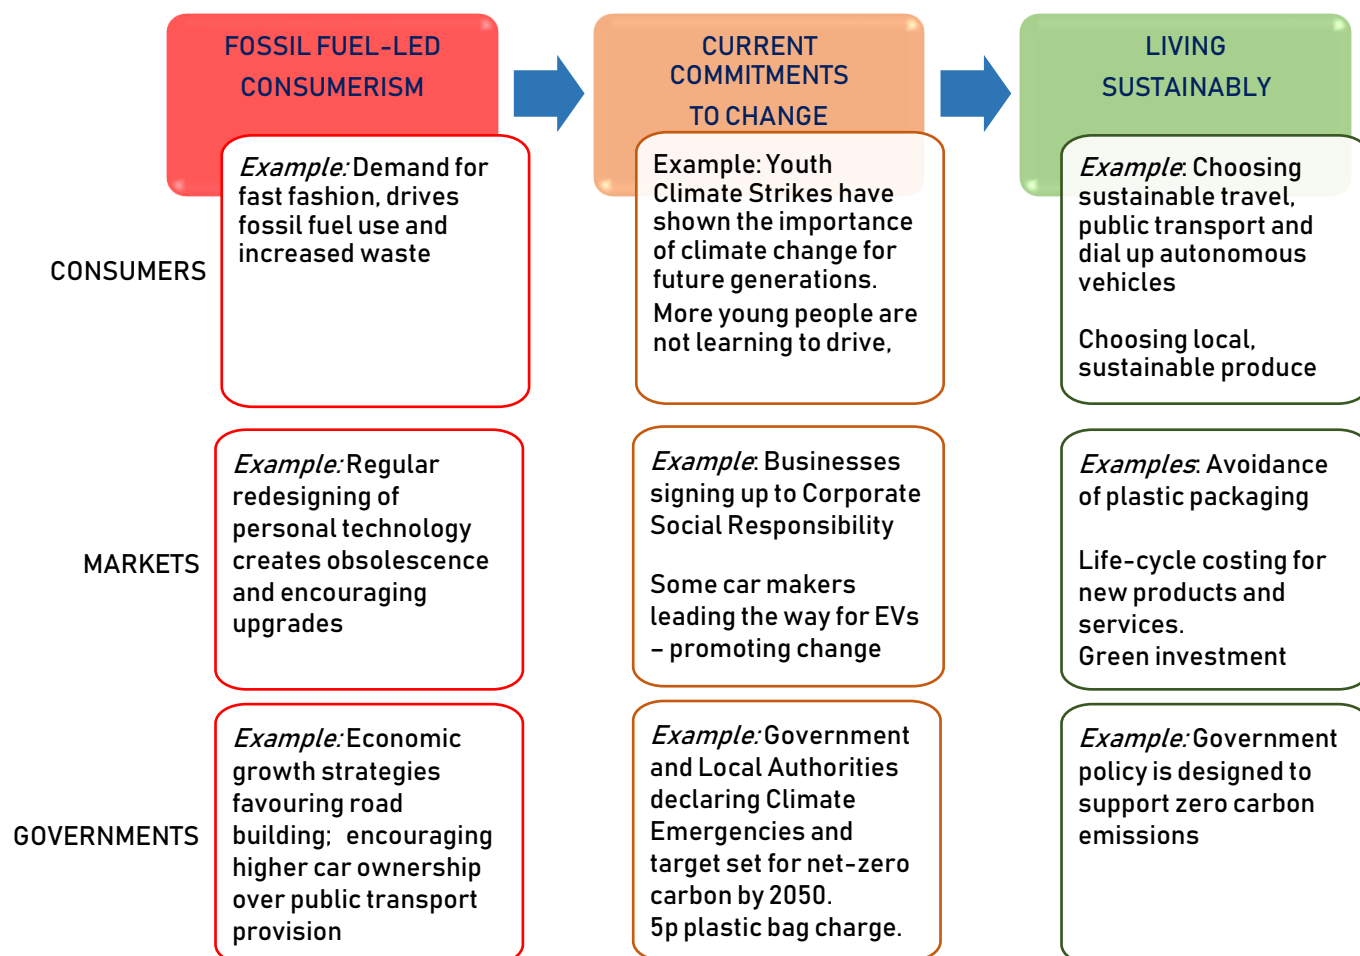 FOSSIL FUEL-LED
CONSUMERISM
CURRENT
COMMITMENTS
TO CHANGE
LIVING
SUSTAINABLY
CONSUMERS
Example: Demand for
fast fashion, drives
fossil fuel use and
increased waste
Example: Youth
Climate Strikes have
shown the importance
of climate change for
future generations.
More young people are
not learning to drive,
Example: Choosing
sustainable travel,
public transport and
dial up autonomous
vehicles
Choosing local,
sustainable produce
MARKETS
Example: Regular
redesigning of
personal technology
creates obsolescence
and encouraging
upgrades
Example: Businesses
signing up to Corporate
Social Responsibility
Some car makers
leading the way for EVs
– promoting change
Examples: Avoidance
of plastic packaging
Life-cycle costing for
new products and
services.
Green investment
GOVERNMENTS
Example: Economic
growth strategies
favouring road
building; encouraging
higher car ownership
over public transport
provision
Example: Government
and Local Authorities
declaring Climate
Emergencies and
target set for net-zero
carbon by 2050.
5p plastic bag charge.
Example: Government
policy is designed to
support zero carbon
emissions